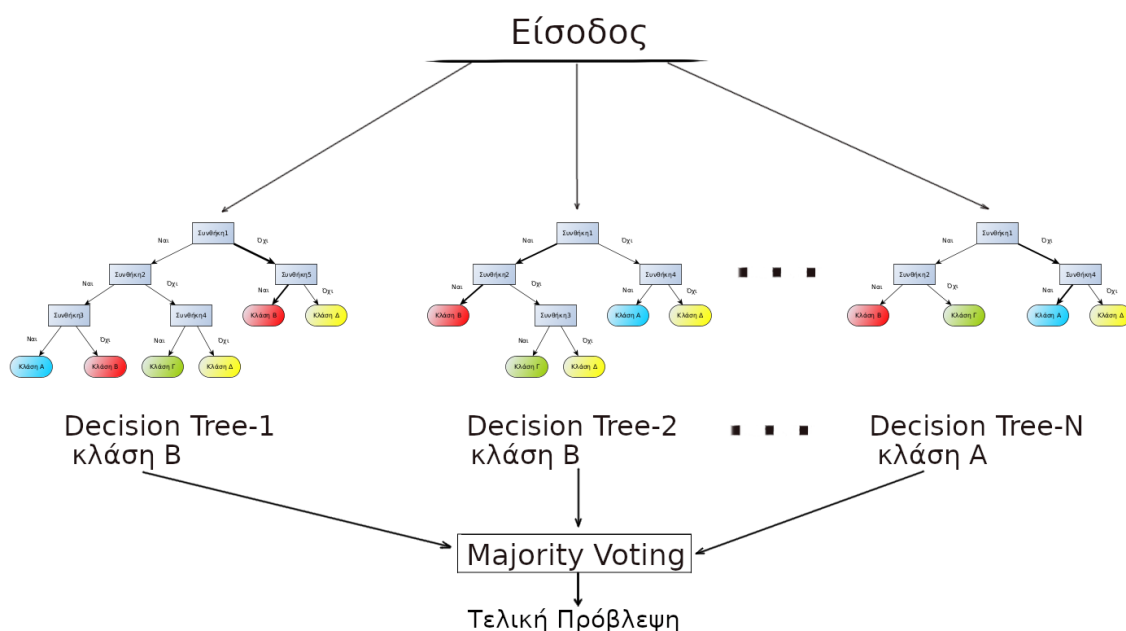 Είσοδος
Συνθήκη1
Ναι
Όχι
Συνθήκη2
Συνθήκη5
Ναι
Όχι
Ναι
Όχι
Συνθήκη3
Συνθήκη4
Κλάση Β
Κλάση Δ
Ναι
Όχι
Ναι
Όχι
Κλάση Α
Κλάση Β
Κλάση Γ
Κλάση Δ
Συνθήκη1
Ναι
Όχι
Συνθήκη2
Συνθήκη4
Ναι
Όχι
Ναι
Όχι
Κλάση Β
Συνθήκη3
Κλάση Α
Κλάση Δ
Ναι
Όχι
Κλάση Γ
Κλάση Δ
. . .
Συνθήκη1
Ναι
Όχι
Συνθήκη2
Συνθήκη4
Ναι
Όχι
Ναι
Όχι
Κλάση Β
Κλάση Γ
Κλάση Α
Κλάση Δ
Decision Tree-1
κλάση Β
Decision Tree-2
κλάση Β
. . .
Decision Tree-N
κλάση Α
Majority Voting
Τελική Πρόβλεψη